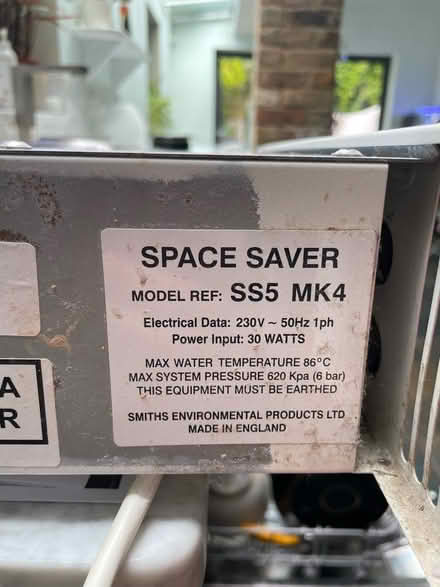 SPACE SAVER
MODEL REF: SS5 MK4
Electrical Data: 230V ~ 50Hz 1ph
Power Input: 30 WATTS
MAX WATER TEMPERATURE 86°C
MAX SYSTEM PRESSURE 620 Kpa (6 bar)
THIS EQUIPMENT MUST BE EARTHED
SMITHS ENVIRONMENTAL PRODUCTS LTD
MADE IN ENGLAND
A
R